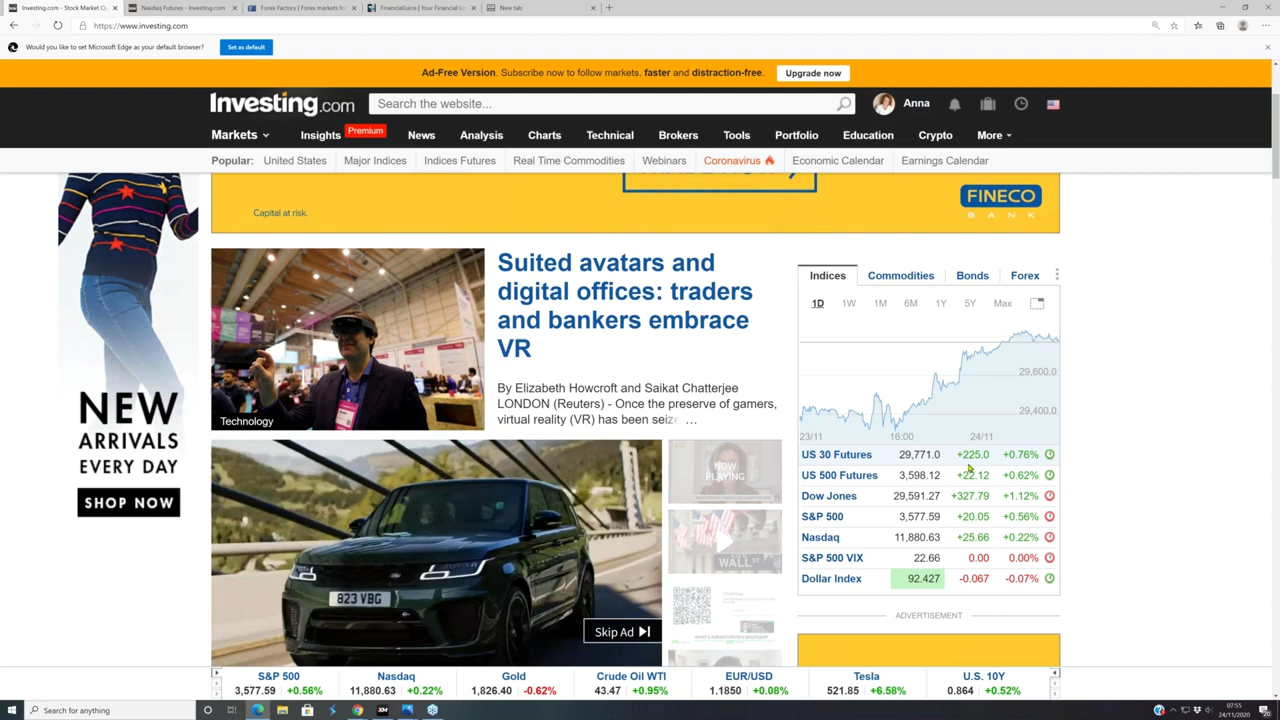 Investing.com - Stock Market Qu
Nasdaq Futures - Investing.com
Forex Factory | Forex markets for
FinancialJuice | Your Financial
New tab
https://www.investing.com
Would you like to set Microsoft Edge as your default browser?
Set as default
Ad-Free Version. Subscribe now to follow markets, faster and distraction-free.
Upgrade now
Investing.com
Search the website...
Anna
Markets
Insights
Premium
News
Analysis
Charts
Technical
Brokers
Tools
Portfolio
Education
Crypto
More
Popular:
United States
Major Indices
Indices Futures
Real Time Commodities
Webinars
Coronavirus
Economic Calendar
Earnings Calendar
Capital at risk.
FINECO
BANK
NEW
ARRIVALS
EVERY DAY
SHOP NOW
Technology
Suited avatars and
digital offices: traders
and bankers embrace
VR
By Elizabeth Howcroft and Saikat Chatterjee
LONDON (Reuters) - Once the preserve of gamers,
virtual reality (VR) has been seize ...
823 VBG
Skip Ad
NOW
PLAYING
WALL
Indices
Commodities
Bonds
Forex
1D 1W 1M 6M 1Y 5Y Max
29,600.0
29,400.0
23/11 16:00 24/11
US 30 Futures 29,771.0 +225.0 +0.76%
US 500 Futures 3,598.12 +22.12 +0.62%
Dow Jones 29,591.27 +327.79 +1.12%
S&P 500 3,577.59 +20.05 +0.56%
Nasdaq 11,880.63 +25.66 +0.22%
S&P 500 VIX 22.66 0.00 0.00%
Dollar Index 92.427 -0.067 -0.07%
ADVERTISEMENT
S&P 500 Nasdaq Gold Crude Oil WTI EUR/USD Tesla U.S. 10Y
3,577.59 +0.56% 11,880.63 +0.22% 1,826.40 -0.62% 43.47 +0.95% 1.1850 +0.08% 521.85 +6.58% 0.864 +0.52%
Search for anything
07:55
24/11/2020